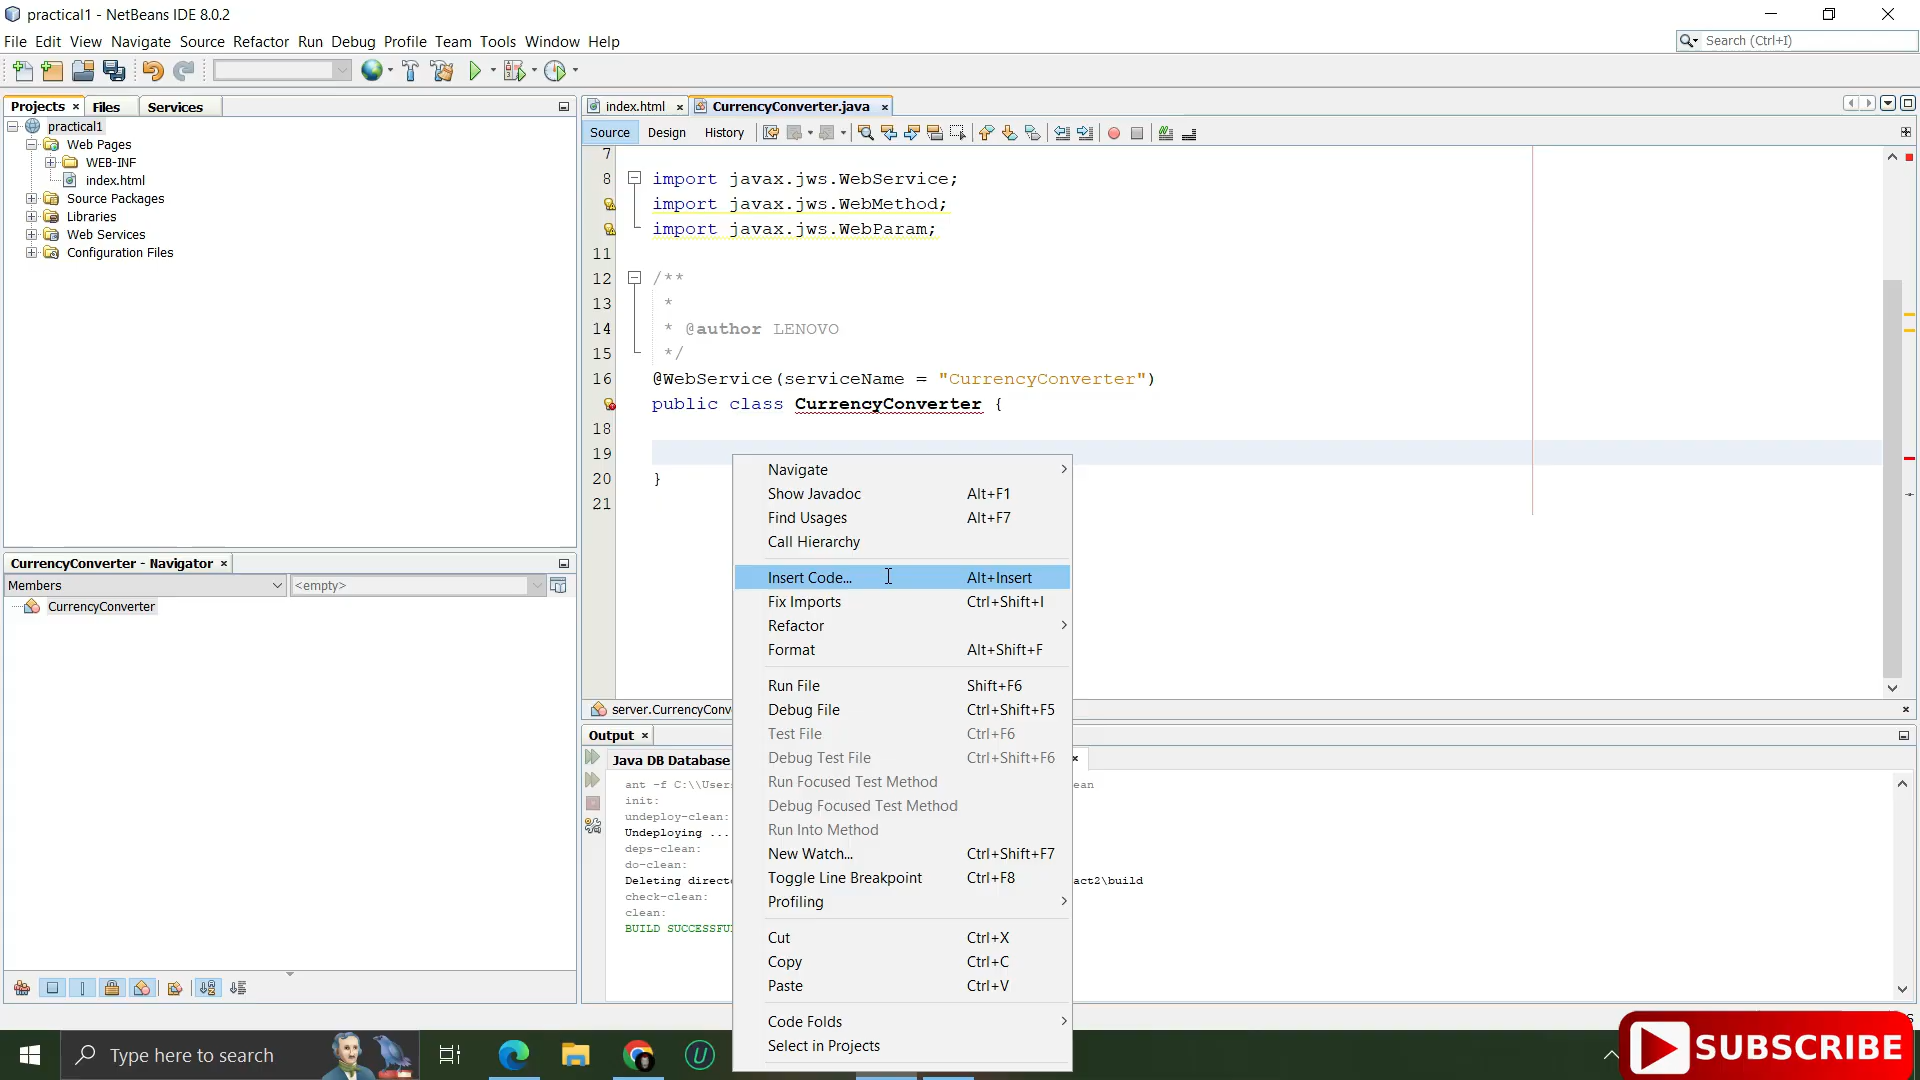 practical1 - NetBeans IDE 8.0.2
File Edit View Navigate Source Refactor Run Debug Profile Team Tools Window Help
Search (Ctrl+I)
Projects × Files Services
practical1
Web Pages
WEB-INF
index.html
Source Packages
Libraries
Web Services
Configuration Files
CurrencyConverter - Navigator ×
Members
<empty>
CurrencyConverter
index.html × CurrencyConverter.java ×
Source Design History
7
8 import javax.jws.WebService;
import javax.jws.WebMethod;
import javax.jws.WebParam;
11
12 /**
13 *
14 * @author LENOVO
15 */
16 @WebService(serviceName = "CurrencyConverter")
public class CurrencyConverter {
18
19
20 }
21
Navigate
Show Javadoc Alt+F1
Find Usages Alt+F7
Call Hierarchy
Insert Code... Alt+Insert
Fix Imports Ctrl+Shift+I
Refactor
Format Alt+Shift+F
Run File Shift+F6
Debug File Ctrl+Shift+F5
Test File Ctrl+F6
Debug Test File Ctrl+Shift+F6
Run Focused Test Method
Debug Focused Test Method
Run Into Method
New Watch... Ctrl+Shift+F7
Toggle Line Breakpoint Ctrl+F8
Profiling
Cut Ctrl+X
Copy Ctrl+C
Paste Ctrl+V
Code Folds
Select in Projects
server.CurrencyConv
Output ×
Java DB Database
ant -f C:\\User
init:
undeploy-clean:
Undeploying ...
deps-clean:
do-clean:
Deleting direct act2\build
check-clean:
clean:
BUILD SUCCESSFU
Type here to search
SUBSCRIBE